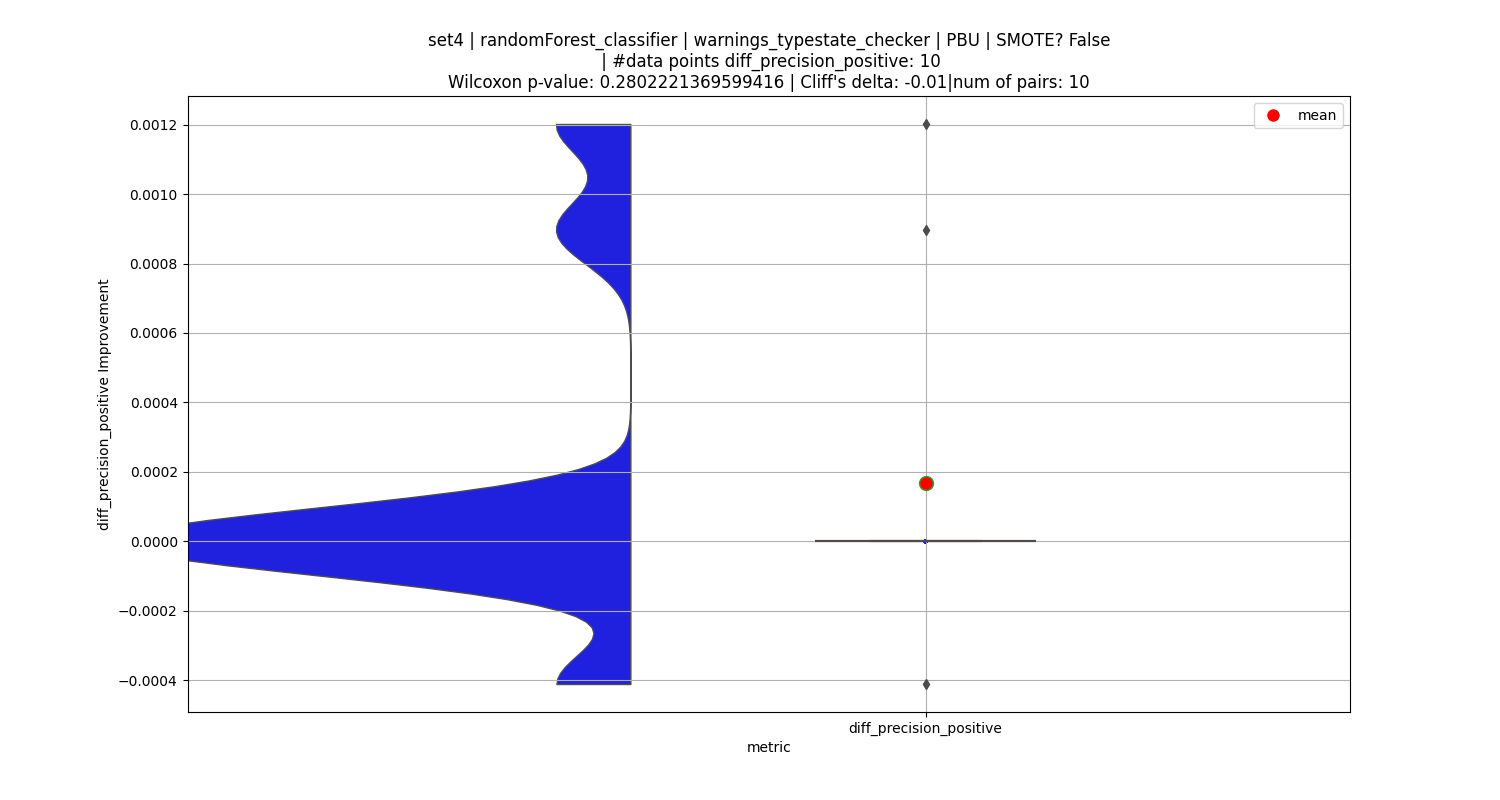 set4 | randomForest_classifier | warnings_typestate_checker | PBU | SMOTE? False
| #data points diff_precision_positive: 10
Wilcoxon p-value: 0.2802221369599416 | Cliff's delta: -0.01|num of pairs: 10
mean
0.0012
0.0010
0.0008
0.0006
0.0004
0.0002
0.0000
−0.0002
−0.0004
diff_precision_positive Improvement
diff_precision_positive
metric